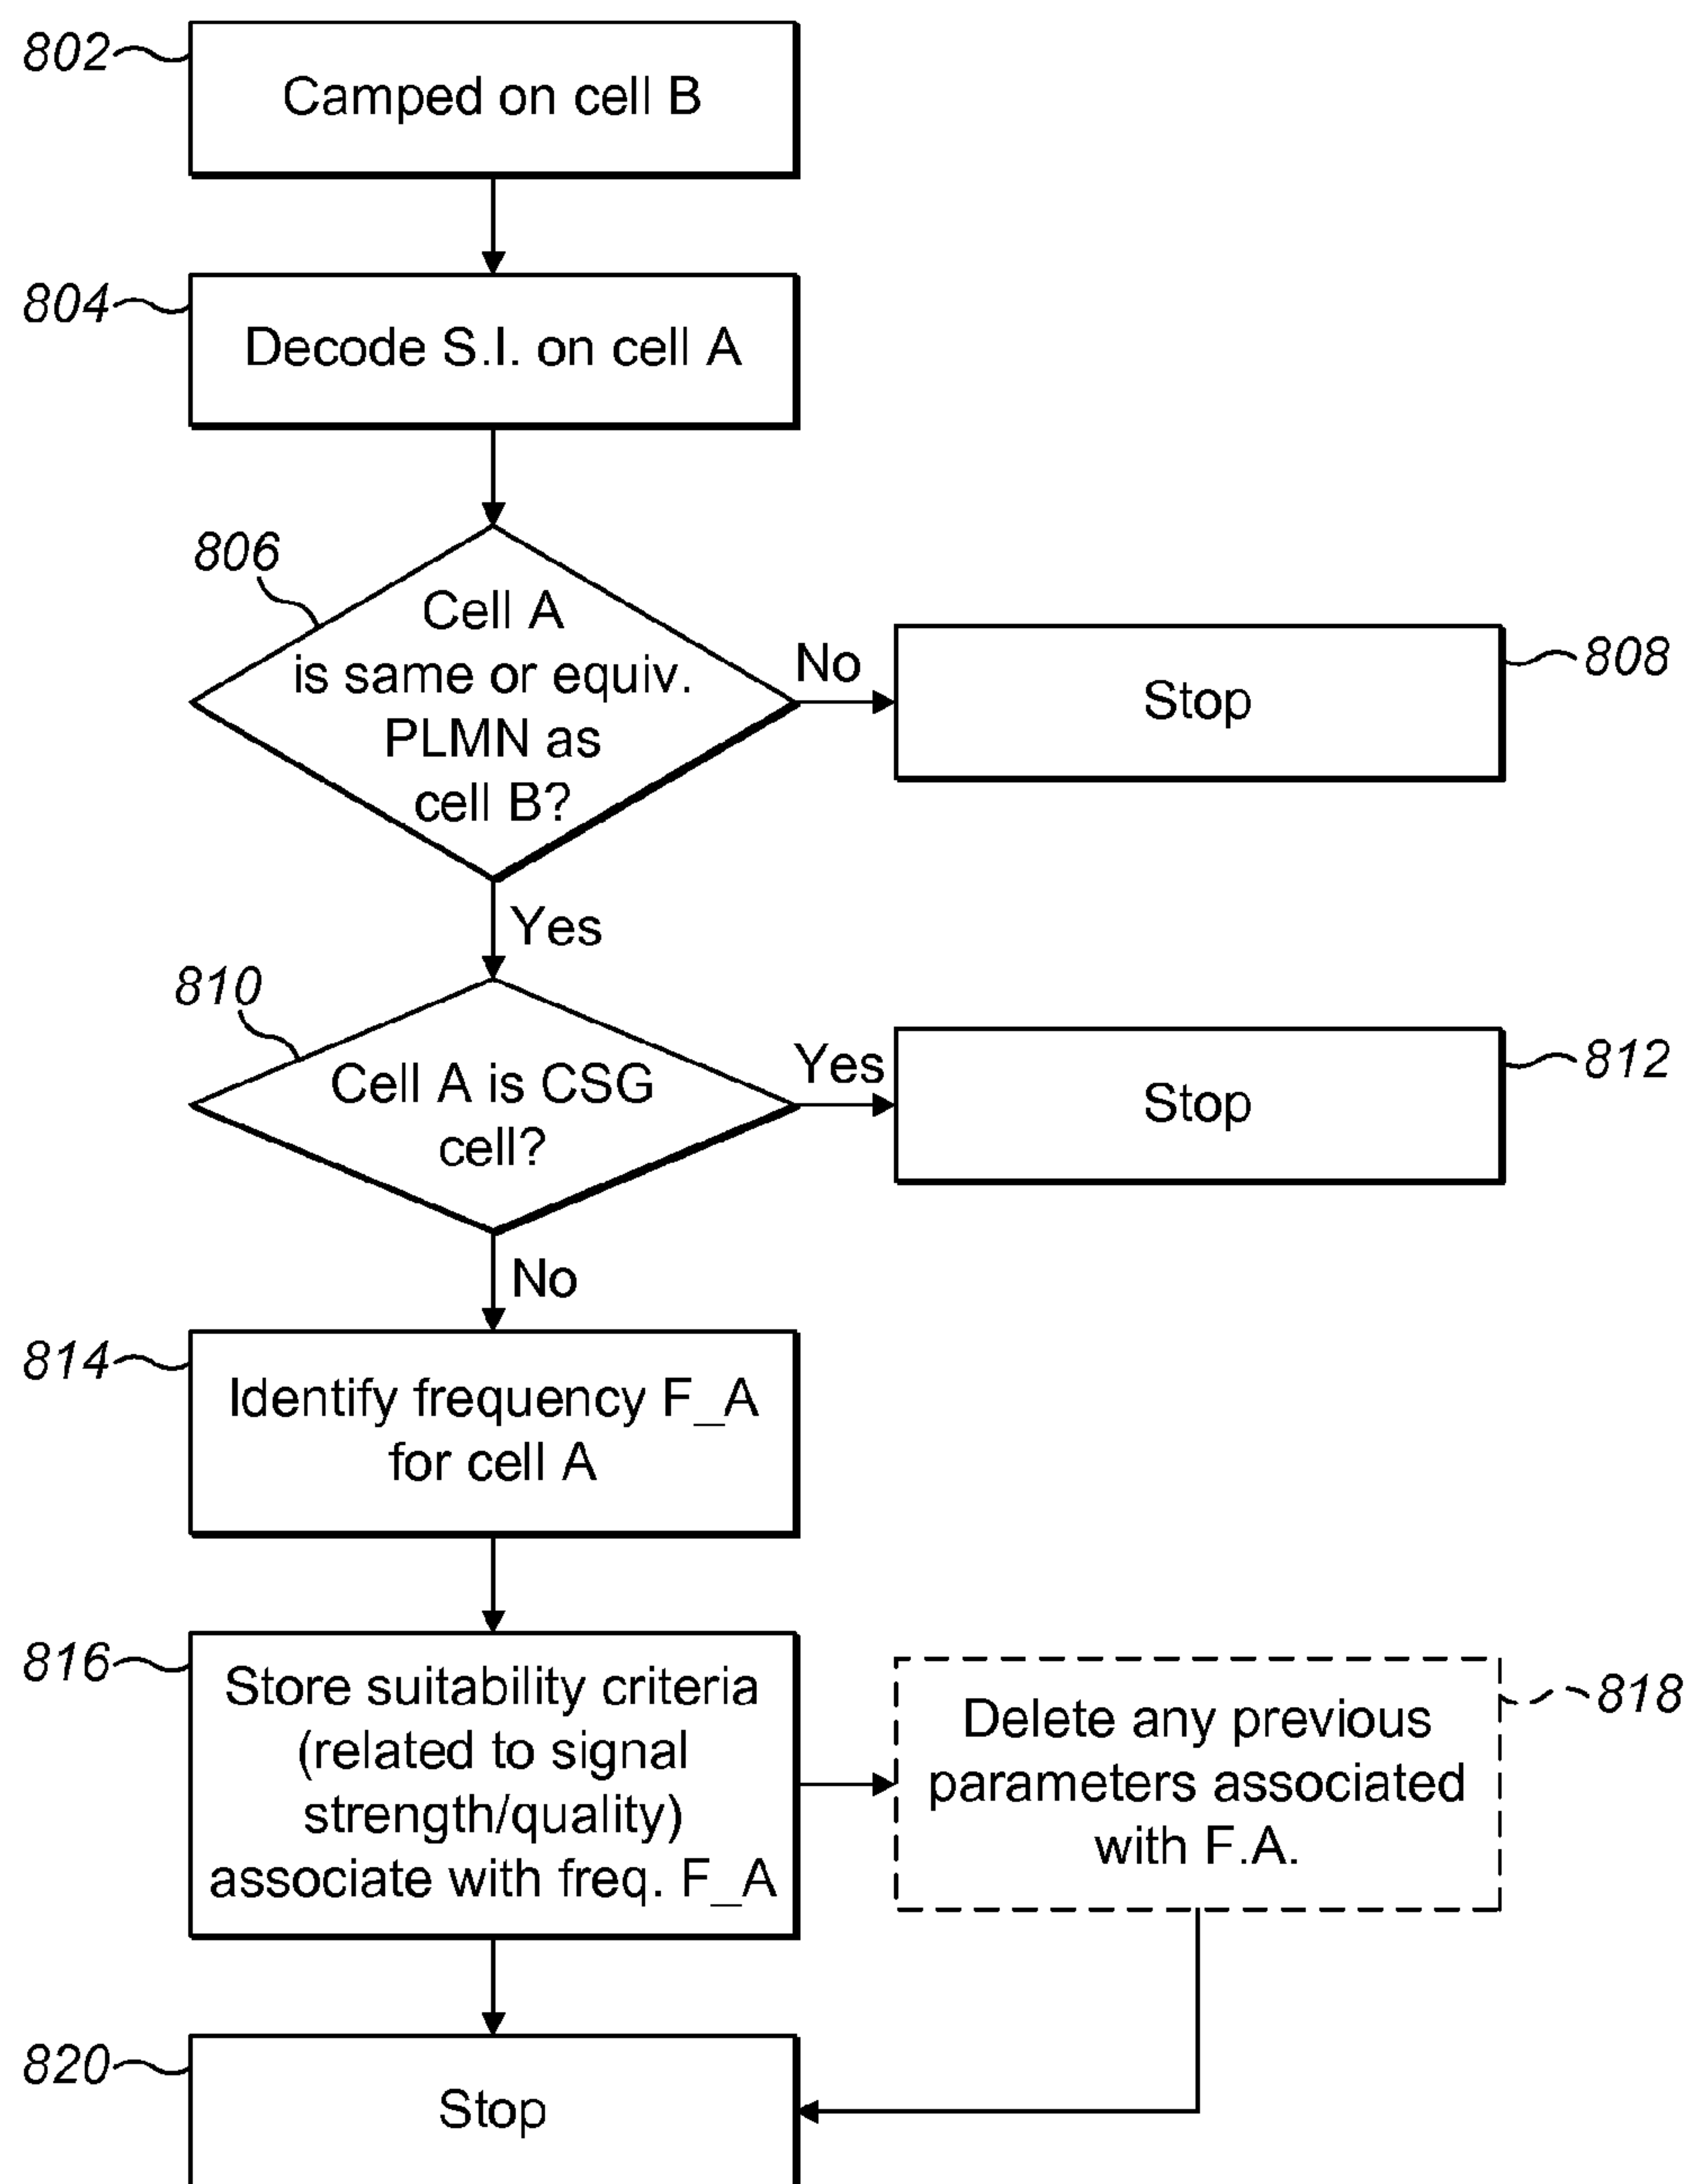 802
Camped on cell B
804
Decode S.I. on cell A
806
Cell A
is same or equiv.
PLMN as
cell B?
No
Stop
808
Yes
810
Cell A is CSG
cell?
Yes
Stop
812
No
814
Identify frequency F_A
for cell A
816
Store suitability criteria
(related to signal
strength/quality)
associate with freq. F_A
Delete any previous
parameters associated
with F.A.
818
820
Stop